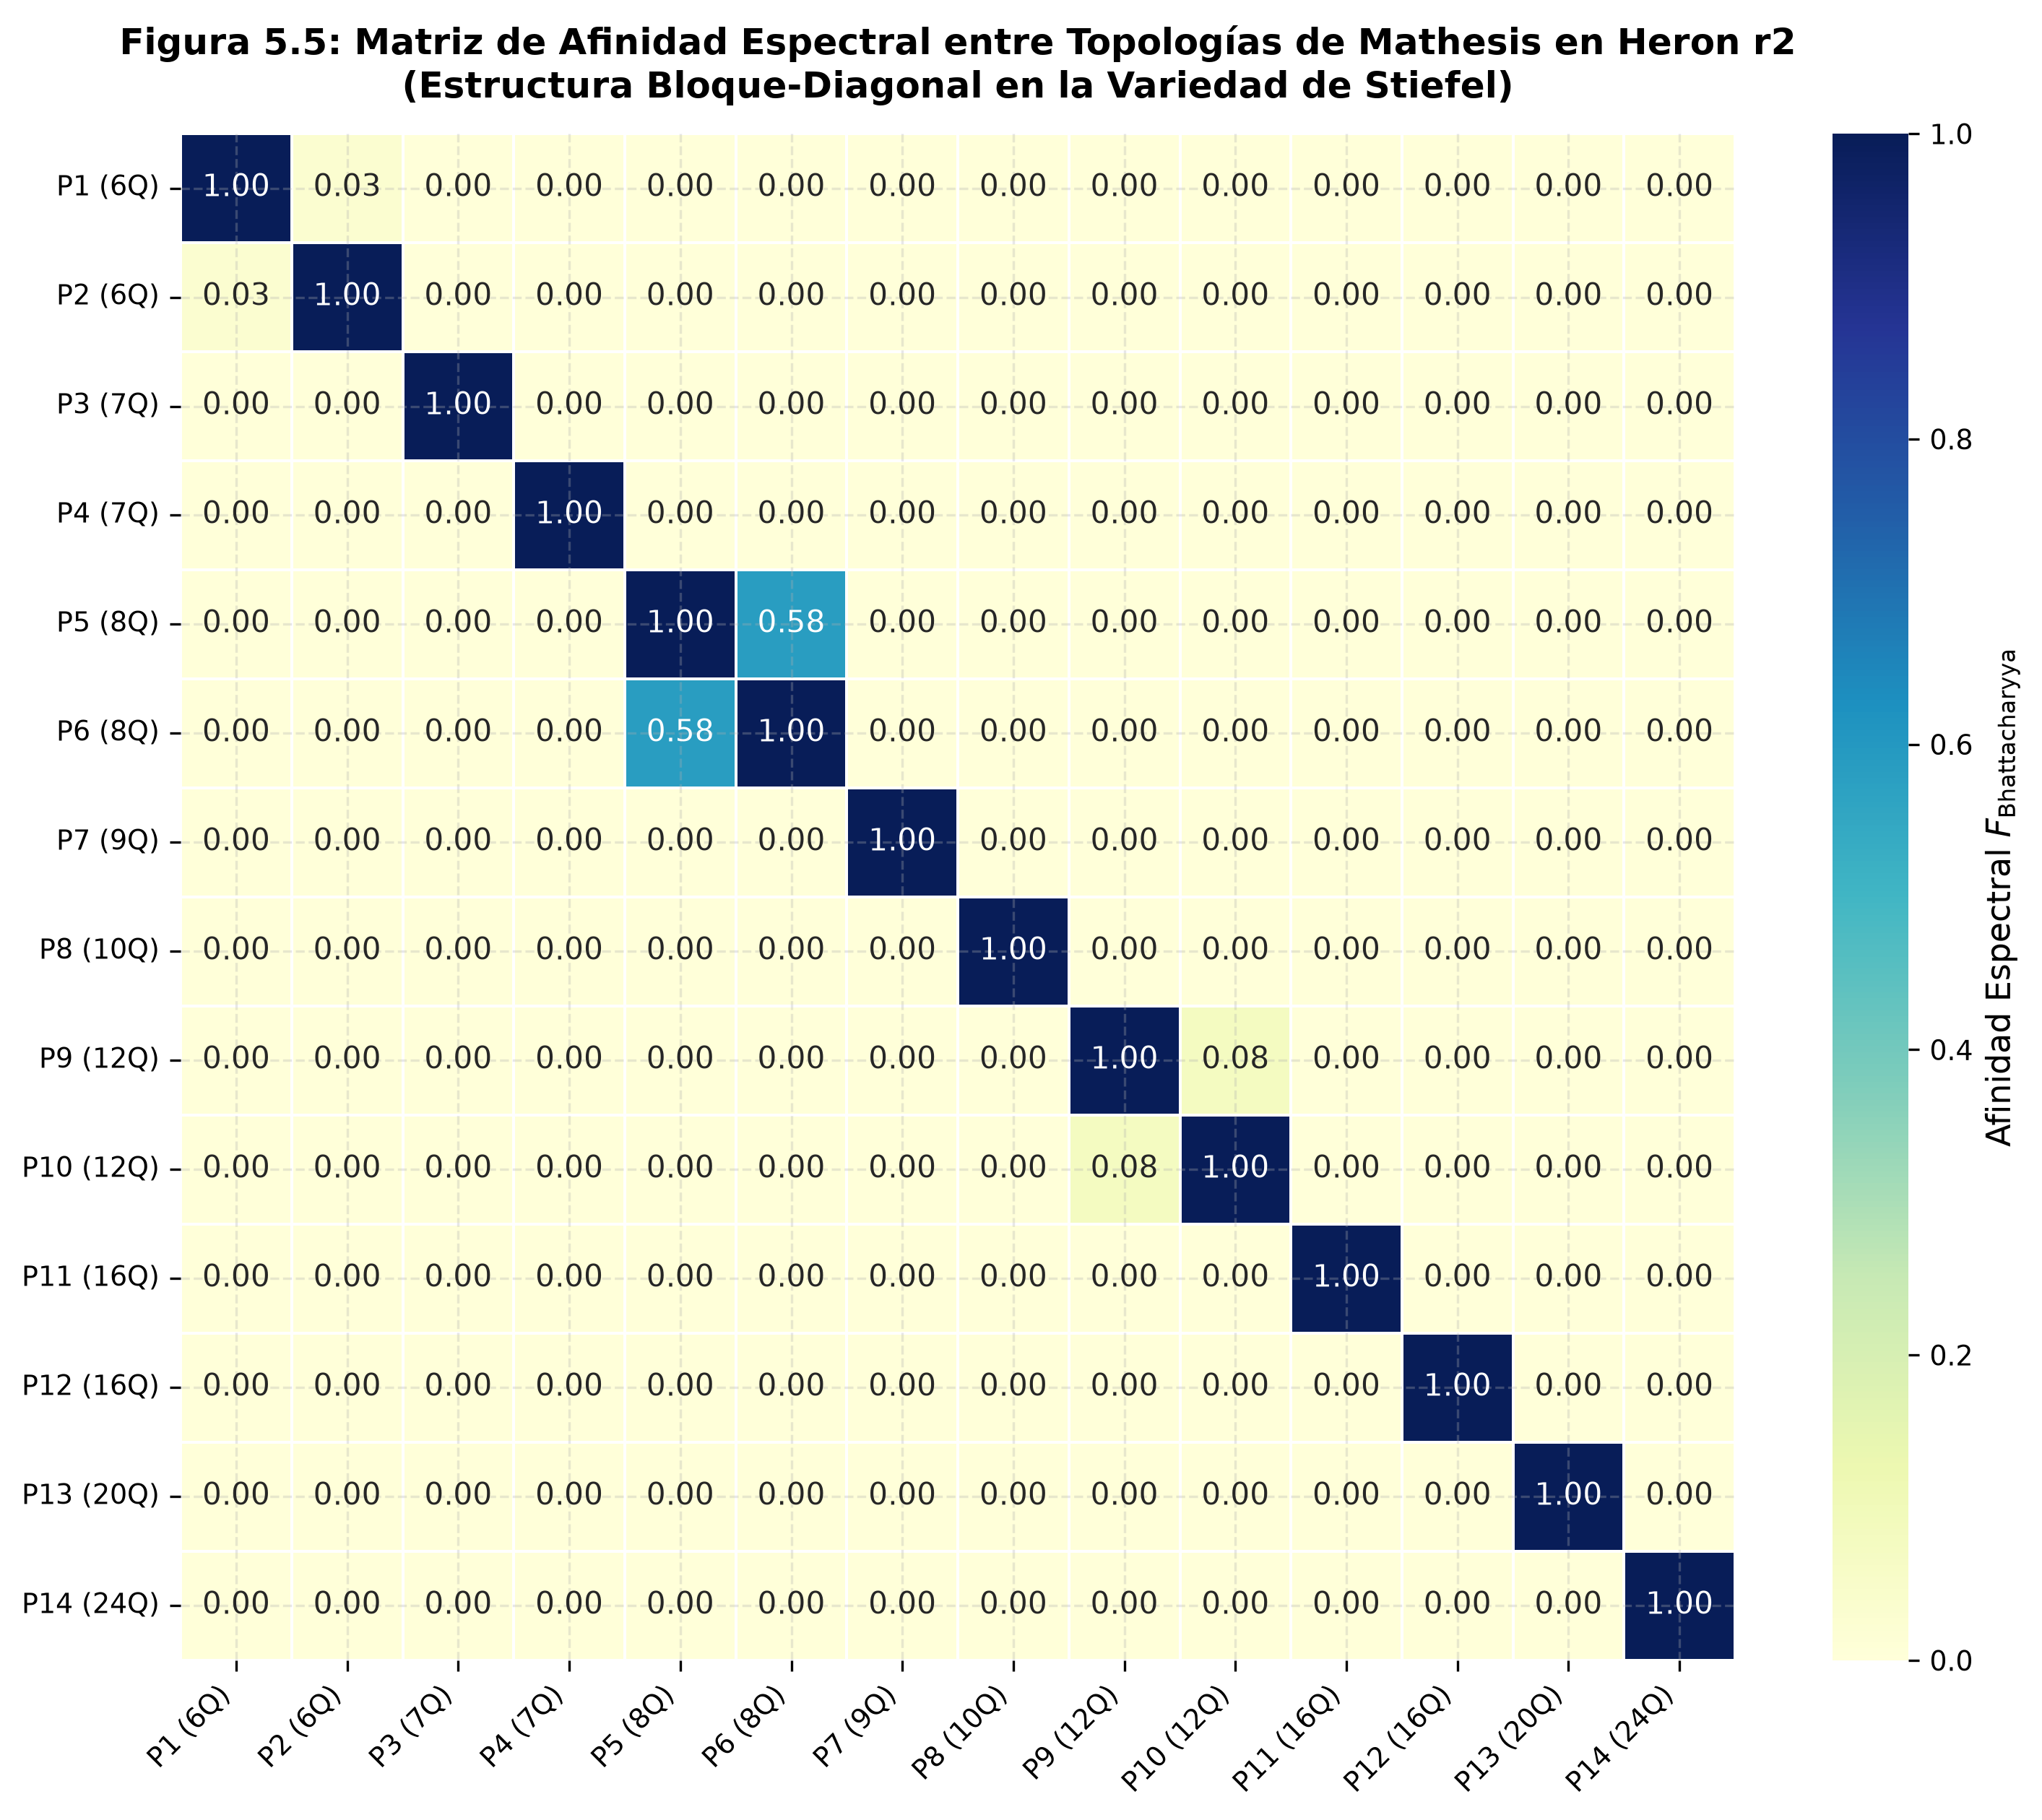 Figura 5.5: Matriz de Afinidad Espectral entre Topologías de Mathesis en Heron r2
(Estructura Bloque-Diagonal en la Variedad de Stiefel)
P1 (6Q) 1.00 0.03 0.00 0.00 0.00 0.00 0.00 0.00 0.00 0.00 0.00 0.00 0.00 0.00
P2 (6Q) 0.03 1.00 0.00 0.00 0.00 0.00 0.00 0.00 0.00 0.00 0.00 0.00 0.00 0.00
P3 (7Q) 0.00 0.00 1.00 0.00 0.00 0.00 0.00 0.00 0.00 0.00 0.00 0.00 0.00 0.00
P4 (7Q) 0.00 0.00 0.00 1.00 0.00 0.00 0.00 0.00 0.00 0.00 0.00 0.00 0.00 0.00
P5 (8Q) 0.00 0.00 0.00 0.00 1.00 0.58 0.00 0.00 0.00 0.00 0.00 0.00 0.00 0.00
P6 (8Q) 0.00 0.00 0.00 0.00 0.58 1.00 0.00 0.00 0.00 0.00 0.00 0.00 0.00 0.00
P7 (9Q) 0.00 0.00 0.00 0.00 0.00 0.00 1.00 0.00 0.00 0.00 0.00 0.00 0.00 0.00
P8 (10Q) 0.00 0.00 0.00 0.00 0.00 0.00 0.00 1.00 0.00 0.00 0.00 0.00 0.00 0.00
P9 (12Q) 0.00 0.00 0.00 0.00 0.00 0.00 0.00 0.00 1.00 0.08 0.00 0.00 0.00 0.00
P10 (12Q) 0.00 0.00 0.00 0.00 0.00 0.00 0.00 0.00 0.08 1.00 0.00 0.00 0.00 0.00
P11 (16Q) 0.00 0.00 0.00 0.00 0.00 0.00 0.00 0.00 0.00 0.00 1.00 0.00 0.00 0.00
P12 (16Q) 0.00 0.00 0.00 0.00 0.00 0.00 0.00 0.00 0.00 0.00 0.00 1.00 0.00 0.00
P13 (20Q) 0.00 0.00 0.00 0.00 0.00 0.00 0.00 0.00 0.00 0.00 0.00 0.00 1.00 0.00
P14 (24Q) 0.00 0.00 0.00 0.00 0.00 0.00 0.00 0.00 0.00 0.00 0.00 0.00 0.00 1.00
P1 (6Q) P2 (6Q) P3 (7Q) P4 (7Q) P5 (8Q) P6 (8Q) P7 (9Q) P8 (10Q) P9 (12Q) P10 (12Q) P11 (16Q) P12 (16Q) P13 (20Q) P14 (24Q)
1.0
0.8
0.6
0.4
0.2
0.0
Afinidad Espectral F Bhattacharyya